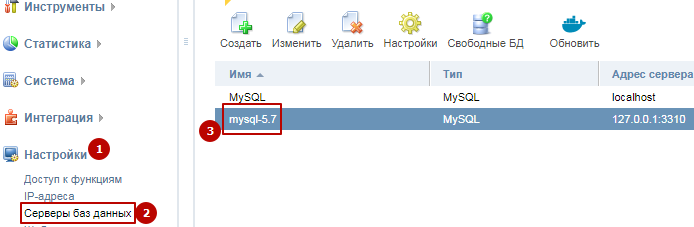 Инструменты
Статистика
Система
Интеграция
Настройки
1
Доступ к функциям
IP-адреса
Серверы баз данных
2
Создать Изменить Удалить Настройки Свободные БД Обновить
Имя Тип Адрес сервера
MySQL MySQL localhost
mysql-5.7 MySQL 127.0.0.1:3310
3